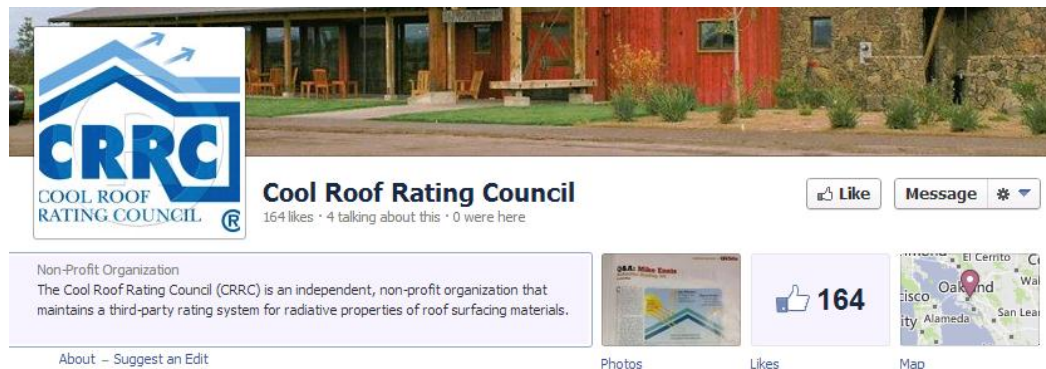 CRRC
COOL ROOF
RATING COUNCIL ®
Cool Roof Rating Council
164 likes · 4 talking about this · 0 were here
Like
Message
Non-Profit Organization
The Cool Roof Rating Council (CRRC) is an independent, non-profit organization that
maintains a third-party rating system for radiative properties of roof surfacing materials.
About – Suggest an Edit
Q&A: Mike Ennis
Photos
164
Likes
El Cerrito
Oakland
Alameda
San Lea
Map